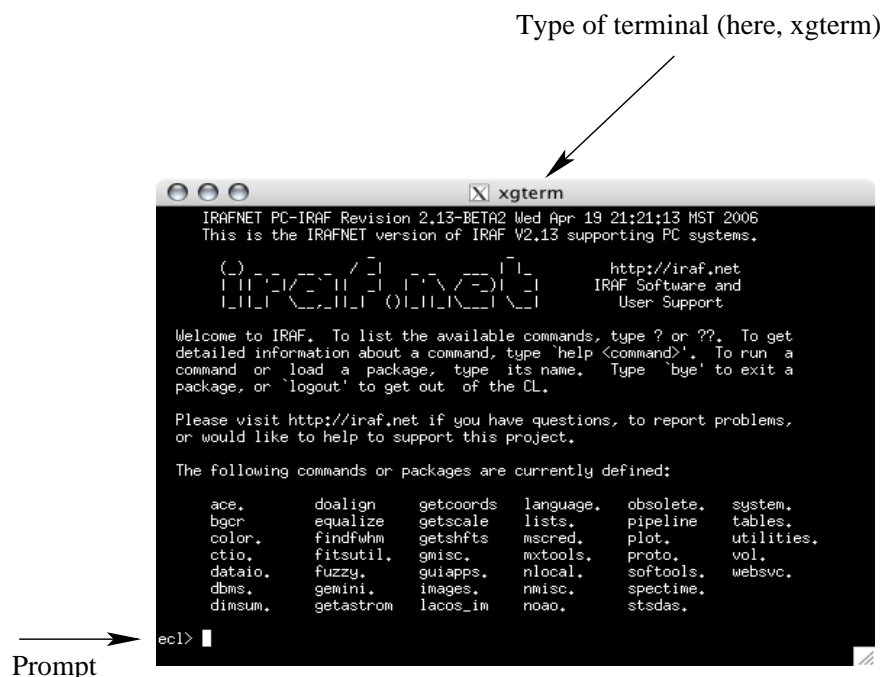 Type of terminal (here, xgterm)
xgterm
IRAFNET PC-IRAF Revision 2.13-BETA2 Wed Apr 19 21:21:13 MST 2006
This is the IRAFNET version of IRAF V2.13 supporting PC systems.
iraf.net
http://iraf.net
IRAF Software and
User Support
Welcome to IRAF. To list the available commands, type ? or ??. To get
detailed information about a command, type `help <command>'. To run a
command or load a package, type its name. Type `bye' to exit a
package, or `logout' to get out of the CL.
Please visit http://iraf.net if you have questions, to report problems,
or would like to help to support this project.
The following commands or packages are currently defined:
ace. doalign getcoords language. obsolete. system.
bgcr equalize getscale lists. pipeline tables.
color. findfwhm getshfts mscred. plot. utilities.
ctio. fitsutil. gmisc. mxtools. proto. vol.
dataio. fuzzy. guiapps. nlocal. softools. websvc.
dbms. gemini. images. nmisc. spectime.
dimsum. getastrom lacos_im noao. stsdas.
ecl>
Prompt